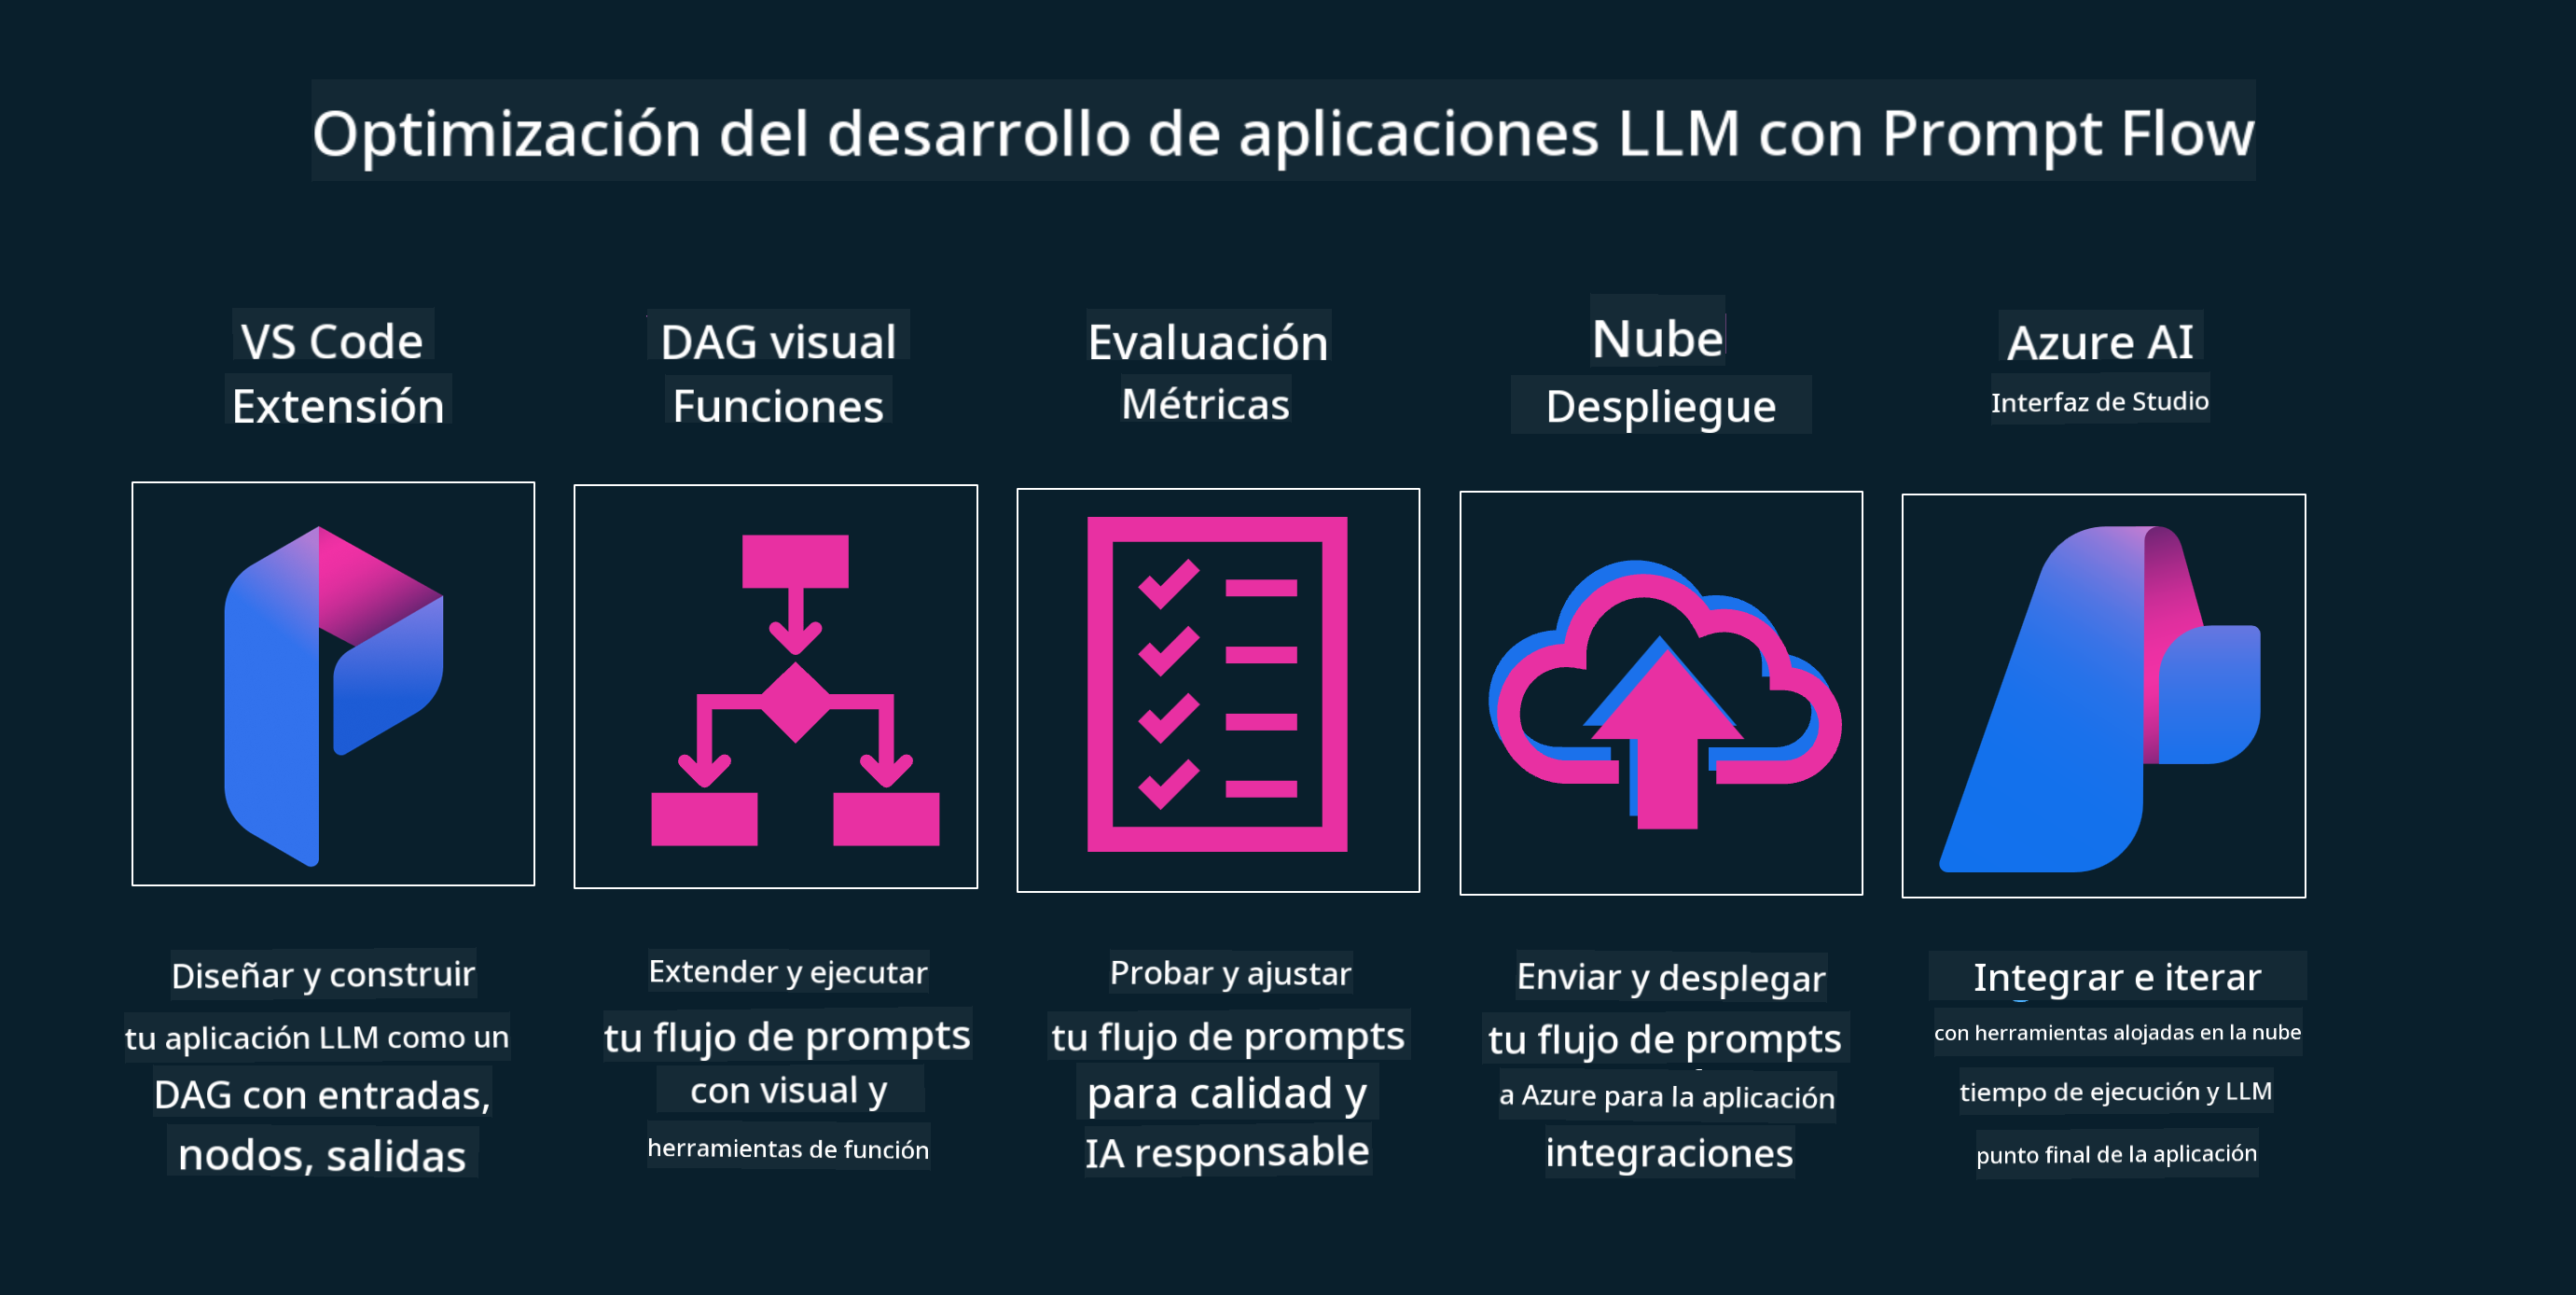 Optimización del desarrollo de aplicaciones LLM con Prompt Flow
VS Code
Extensión
DAG visual
Funciones
Evaluación
Métricas
Nube
Despliegue
Azure AI
Interfaz de Studio
Diseñar y construir
tu aplicación LLM como un
DAG con entradas,
nodos, salidas
Extender y ejecutar
tu flujo de prompts
con visual y
herramientas de función
Probar y ajustar
tu flujo de prompts
para calidad y
IA responsable
Enviar y desplegar
tu flujo de prompts
a Azure para la aplicación
integraciones
Integrar e iterar
con herramientas alojadas en la nube
tiempo de ejecución y LLM
punto final de la aplicación